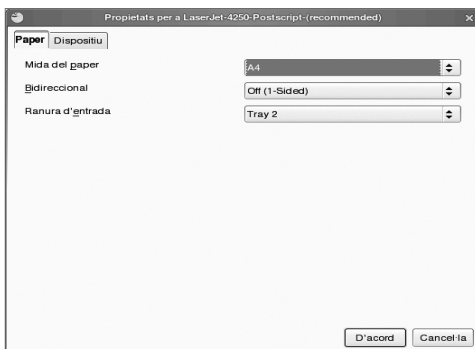 Propietats per a LaserJet-4250-Postscript-(recommended)
Paper Dispositiu
Mida del paper A4
Bidireccional Off (1-Sided)
Ranura d'entrada Tray 2
D'acord Cancel·la